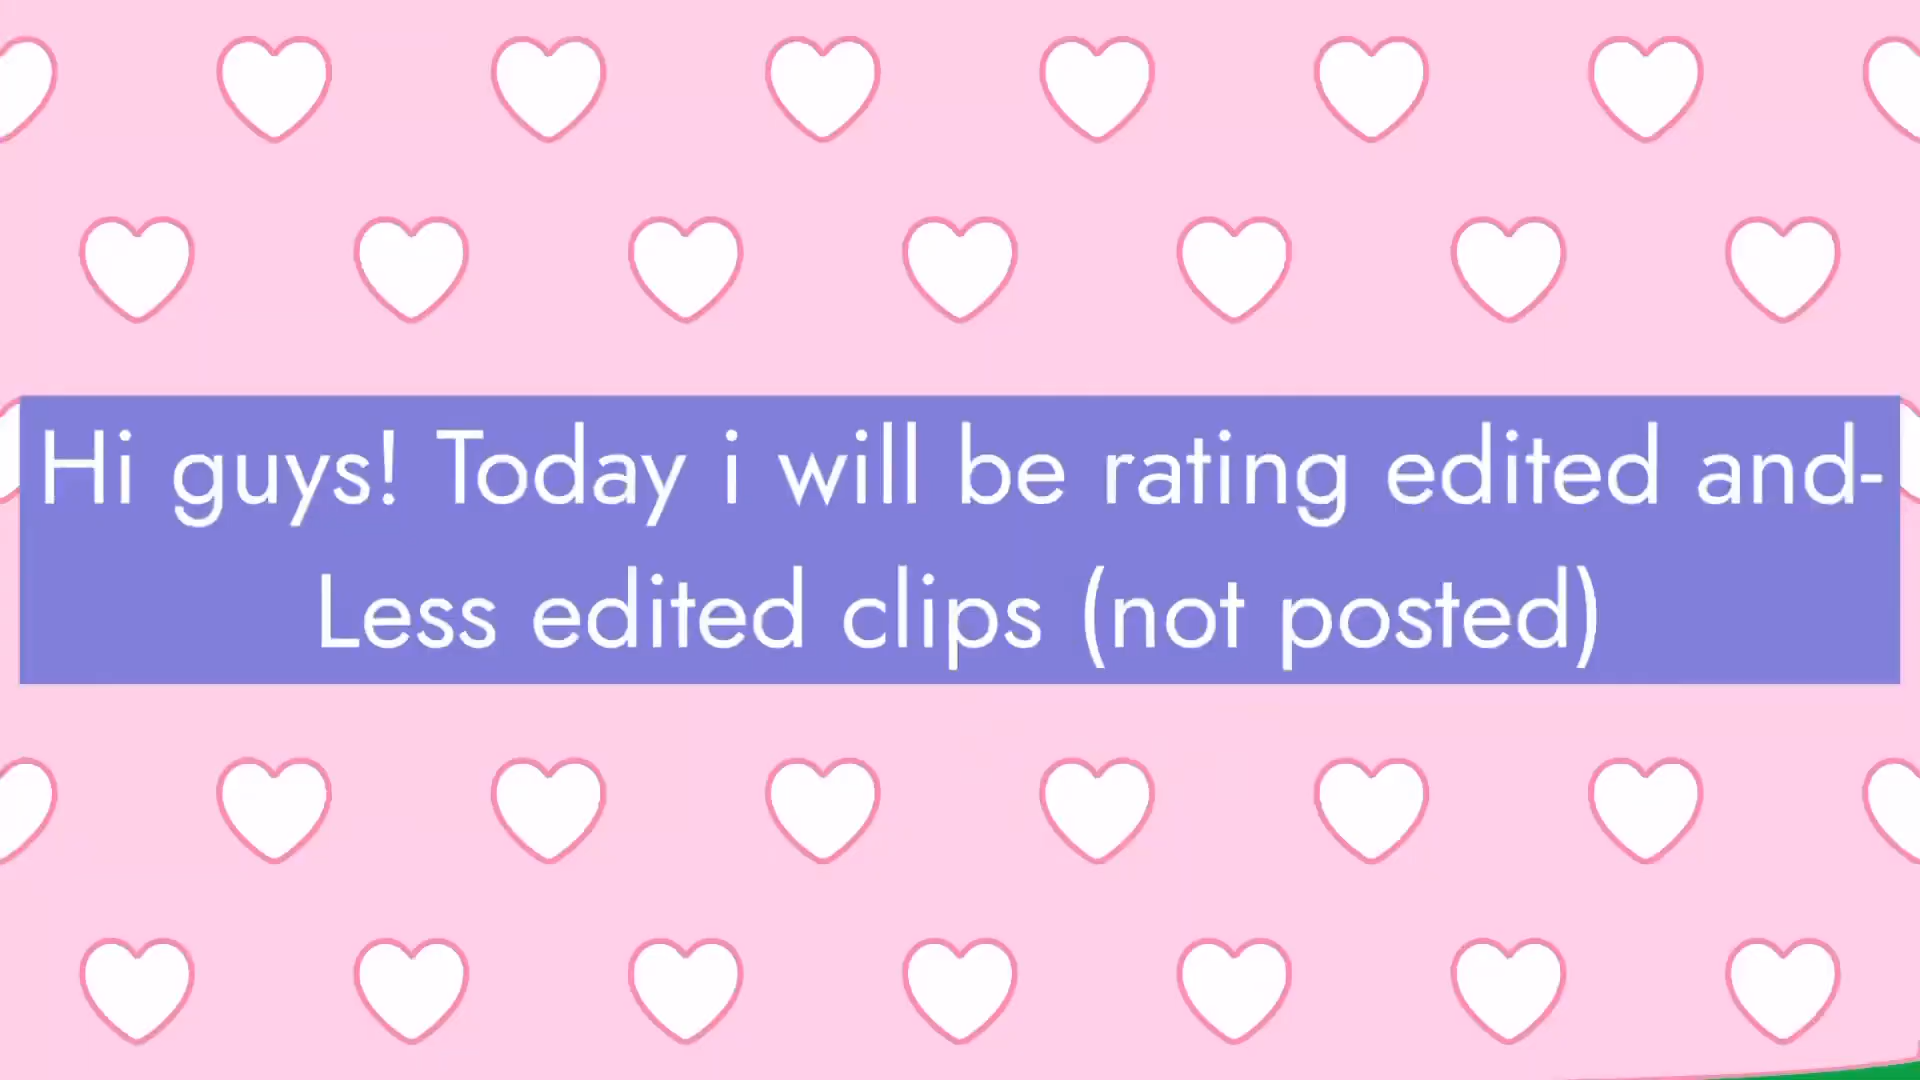 Hi guys! Today i will be rating edited and-
Less edited clips (not posted)